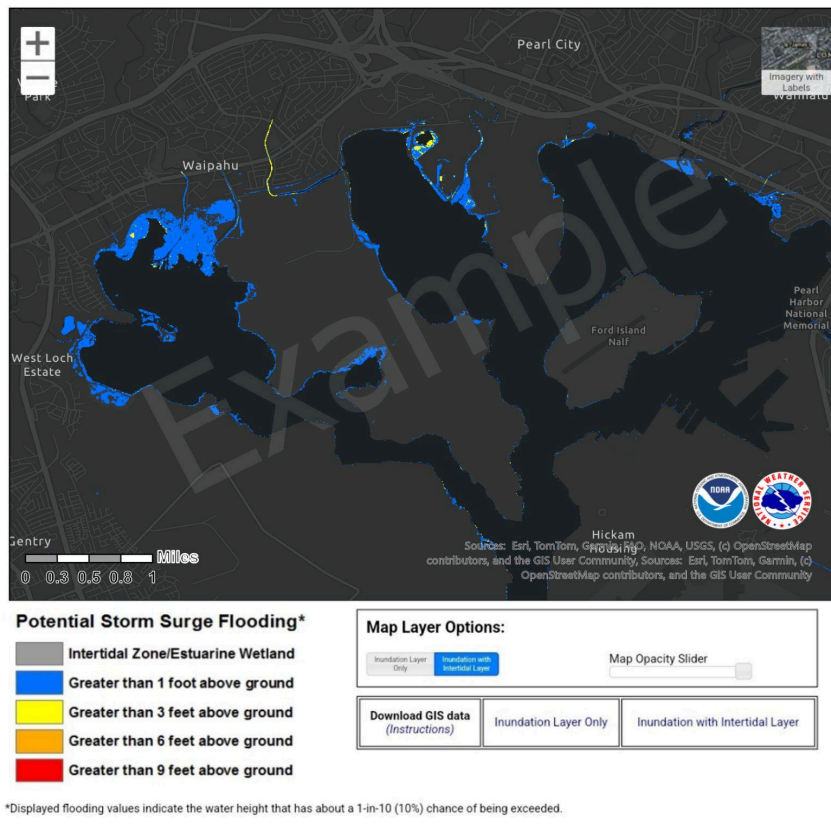 +
−
Pearl City
Imagery with
Labels
Park
Waipahu
Pearl
Harbor
National
Memorial
Ford Island
Nalf
West Loch
Estate
Example
NOAA
NATIONAL WEATHER SERVICE
Hickam
Housing
Gentry
Miles
0 0.3 0.5 0.8 1
Sources: Esri, TomTom, Garmin, FAO, NOAA, USGS, (c) OpenStreetMap
contributors, and the GIS User Community, Sources: Esri, TomTom, Garmin, (c)
OpenStreetMap contributors, and the GIS User Community
Potential Storm Surge Flooding*
Intertidal Zone/Estuarine Wetland
Greater than 1 foot above ground
Greater than 3 feet above ground
Greater than 6 feet above ground
Greater than 9 feet above ground
Map Layer Options:
Inundation Layer
Only
Inundation with
Intertidal Layer
Map Opacity Slider
Download GIS data
(Instructions)
Inundation Layer Only
Inundation with Intertidal Layer
*Displayed flooding values indicate the water height that has about a 1-in-10 (10%) chance of being exceeded.